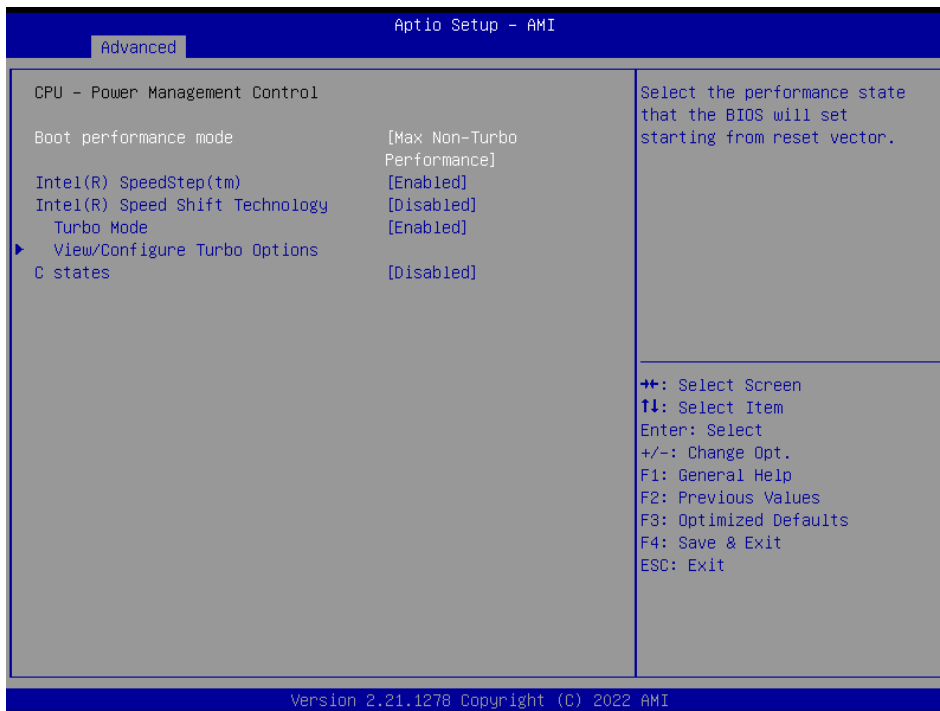 Aptio Setup – AMI
Advanced
CPU – Power Management Control
Boot performance mode [Max Non-Turbo
Performance]
Intel(R) SpeedStep(tm) [Enabled]
Intel(R) Speed Shift Technology [Disabled]
Turbo Mode [Enabled]
View/Configure Turbo Options
C states [Disabled]
Select the performance state
that the BIOS will set
starting from reset vector.
→←: Select Screen
↑↓: Select Item
Enter: Select
+/-: Change Opt.
F1: General Help
F2: Previous Values
F3: Optimized Defaults
F4: Save & Exit
ESC: Exit
Version 2.21.1278 Copyright (C) 2022 AMI